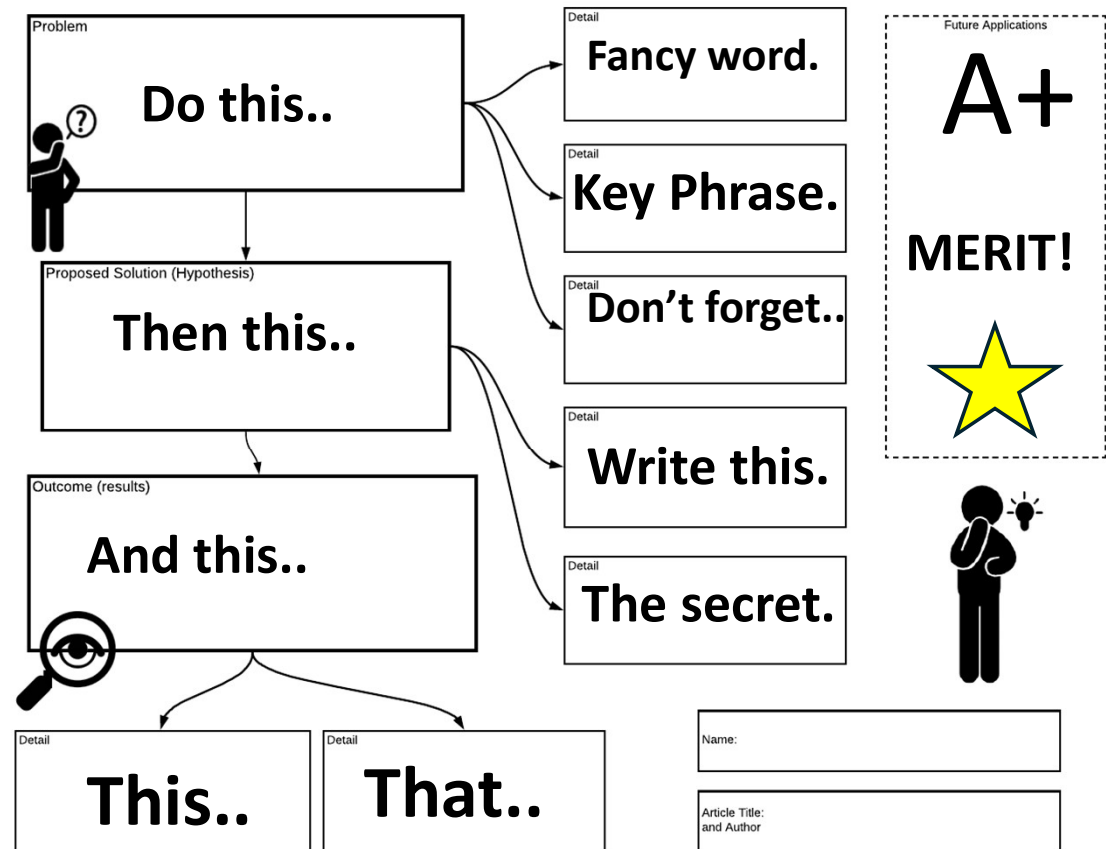 Problem
Do this..
?
Detail
Fancy word.
Detail
Key Phrase.
Detail
Don’t forget..
Proposed Solution (Hypothesis)
Then this..
Detail
Write this.
Detail
The secret.
Outcome (results)
And this..
Detail
This..
Detail
That..
Future Applications
A+
MERIT!
Name:
Article Title:
and Author